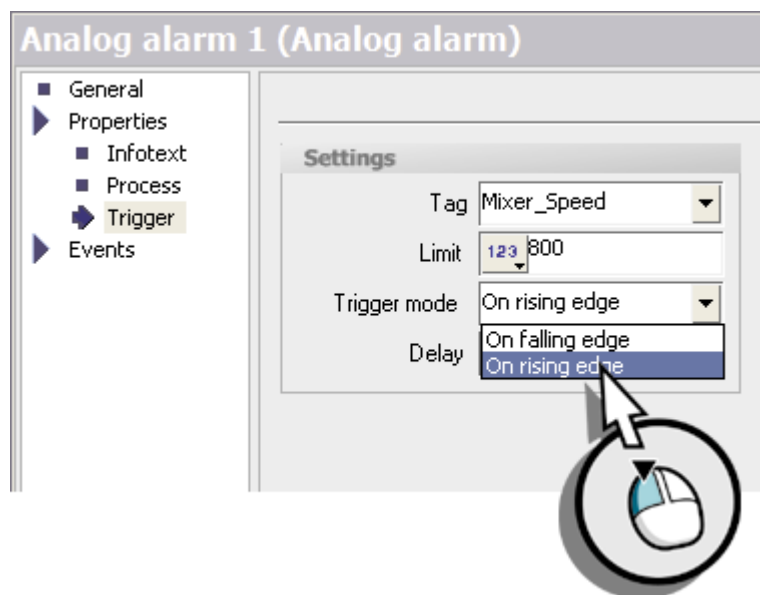 Analog alarm 1 (Analog alarm)
General
Properties
Infotext
Process
Trigger
Events
Settings
Tag Mixer_Speed
Limit 123 800
Trigger mode On rising edge
On falling edge
Delay
On rising edge